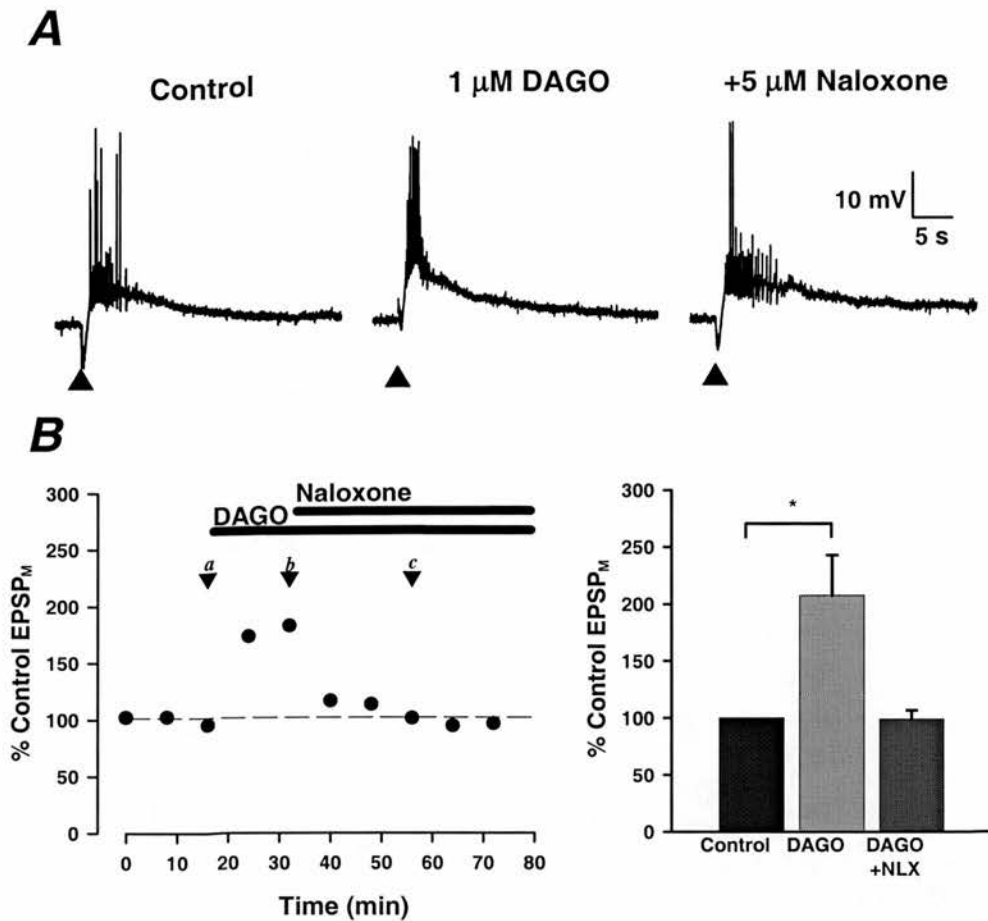 A
Control
1 µM DAGO
+5 µM Naloxone
10 mV
5 s
B
% Control EPSPM
300
250
200
150
100
50
0
Naloxone
DAGO
a
b
c
0 10 20 30 40 50 60 70 80
Time (min)
% Control EPSPM
300
250
200
150
100
50
0
*
Control DAGO DAGO
+NLX